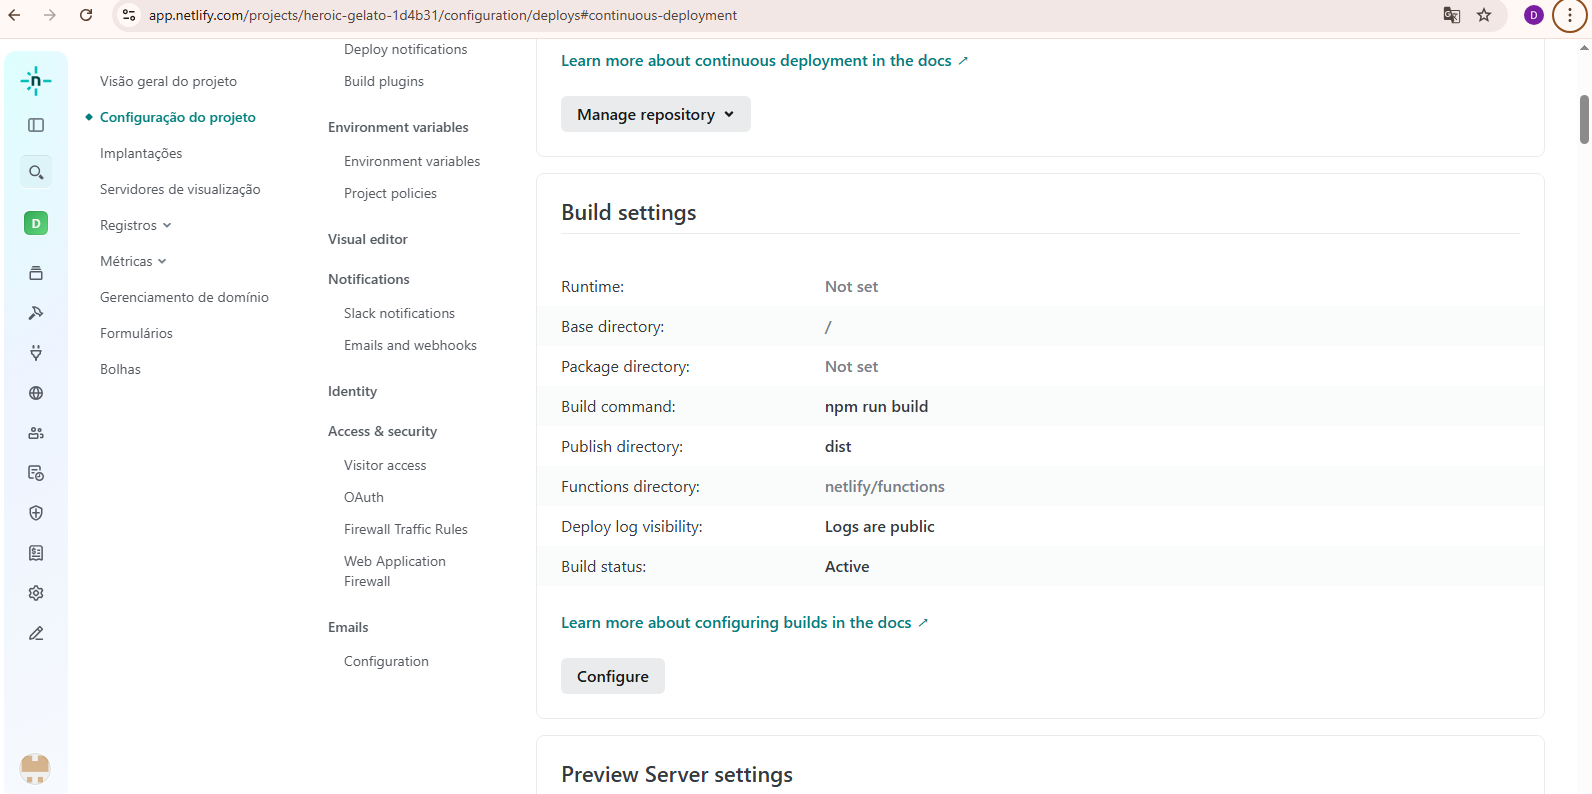 app.netlify.com/projects/heroic-gelato-1d4b31/configuration/deploys#continuous-deployment
D
n
D
Visão geral do projeto
Configuração do projeto
Implantações
Servidores de visualização
Registros
Métricas
Gerenciamento de domínio
Formulários
Bolhas
Deploy notifications
Build plugins
Environment variables
Environment variables
Project policies
Visual editor
Notifications
Slack notifications
Emails and webhooks
Identity
Access & security
Visitor access
OAuth
Firewall Traffic Rules
Web Application
Firewall
Emails
Configuration
Learn more about continuous deployment in the docs ↗
Manage repository
Build settings
Runtime: Not set
Base directory: /
Package directory: Not set
Build command: npm run build
Publish directory: dist
Functions directory: netlify/functions
Deploy log visibility: Logs are public
Build status: Active
Learn more about configuring builds in the docs ↗
Configure
Preview Server settings